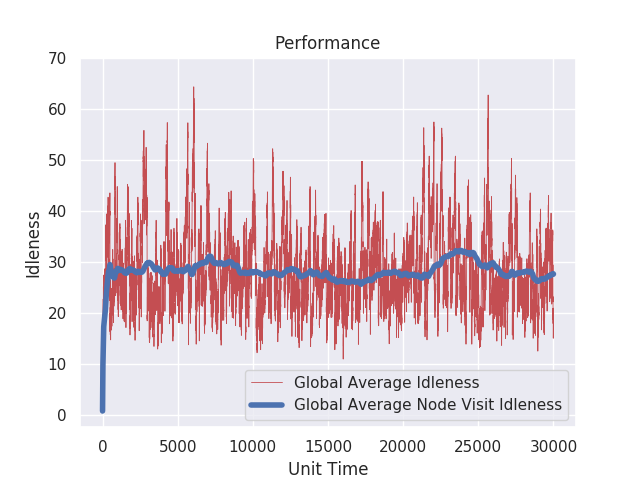 Performance
70
60
50
40
30
20
10
0
Idleness
Global Average Idleness
Global Average Node Visit Idleness
0 5000 10000 15000 20000 25000 30000
Unit Time